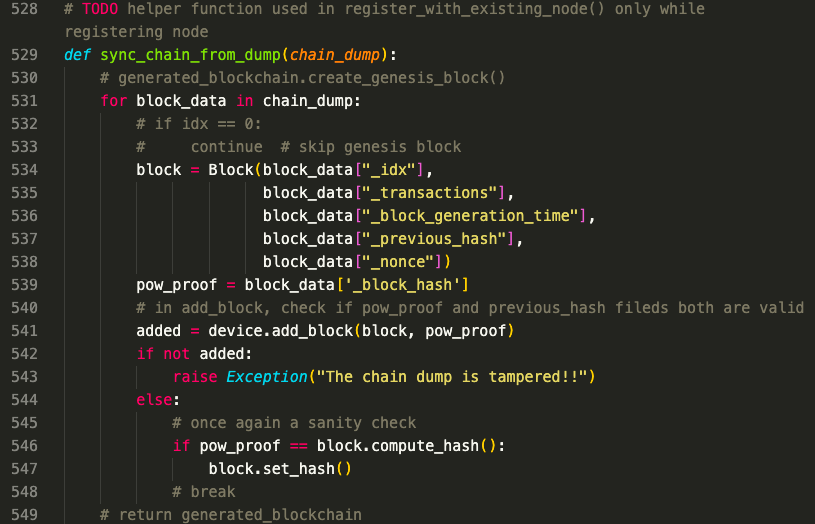 528 # TODO helper function used in register_with_existing_node() only while
registering node
529 def sync_chain_from_dump(chain_dump):
530     # generated_blockchain.create_genesis_block()
531     for block_data in chain_dump:
532         # if idx == 0:
533         #     continue  # skip genesis block
534         block = Block(block_data["_idx"],
535                       block_data["_transactions"],
536                       block_data["_block_generation_time"],
537                       block_data["_previous_hash"],
538                       block_data["_nonce"])
539         pow_proof = block_data['_block_hash']
540         # in add_block, check if pow_proof and previous_hash fileds both are valid
541         added = device.add_block(block, pow_proof)
542         if not added:
543             raise Exception("The chain dump is tampered!!")
544         else:
545             # once again a sanity check
546             if pow_proof == block.compute_hash():
547                 block.set_hash()
548             # break
549     # return generated_blockchain